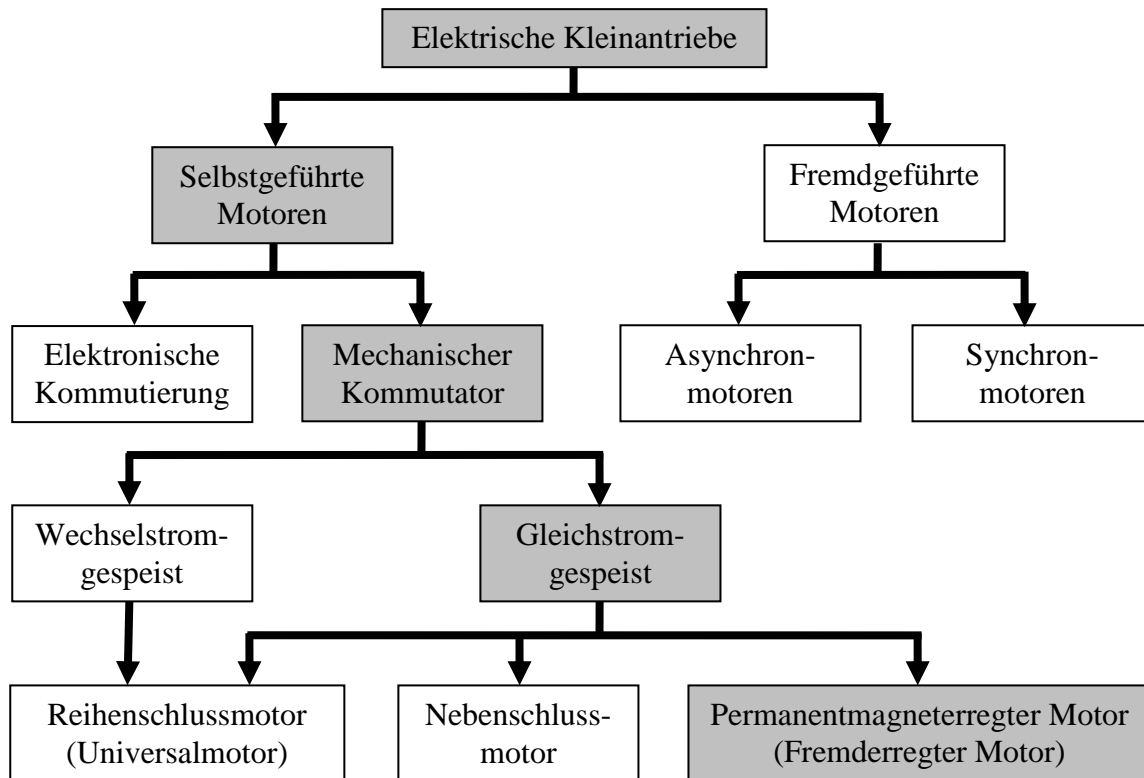 Elektrische Kleinantriebe
Selbstgeführte
Motoren
Fremdgeführte
Motoren
Elektronische
Kommutierung
Mechanischer
Kommutator
Asynchron-
motoren
Synchron-
motoren
Wechselstrom-
gespeist
Gleichstrom-
gespeist
Reihenschlussmotor
(Universalmotor)
Nebenschluss-
motor
Permanentmagneterregter Motor
(Fremderregter Motor)